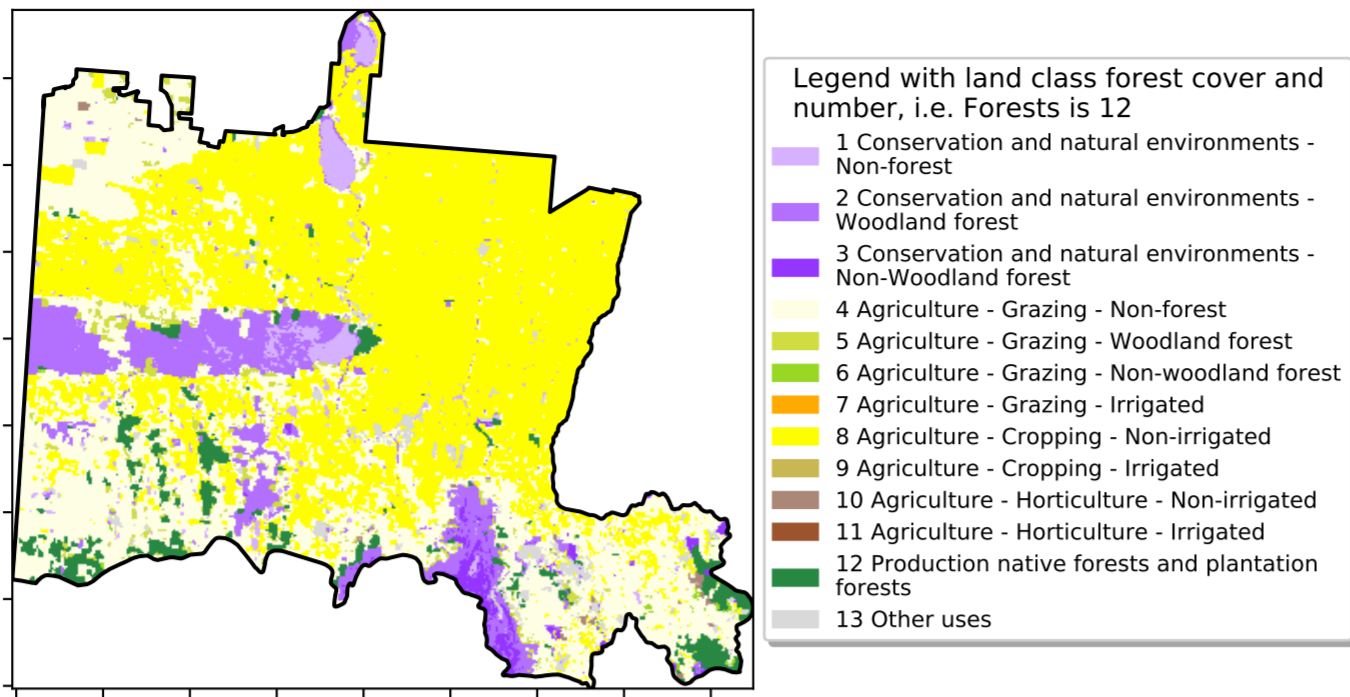 Legend with land class forest cover and
number, i.e. Forests is 12
1 Conservation and natural environments -
Non-forest
2 Conservation and natural environments -
Woodland forest
3 Conservation and natural environments -
Non-Woodland forest
4 Agriculture - Grazing - Non-forest
5 Agriculture - Grazing - Woodland forest
6 Agriculture - Grazing - Non-woodland forest
7 Agriculture - Grazing - Irrigated
8 Agriculture - Cropping - Non-irrigated
9 Agriculture - Cropping - Irrigated
10 Agriculture - Horticulture - Non-irrigated
11 Agriculture - Horticulture - Irrigated
12 Production native forests and plantation
forests
13 Other uses